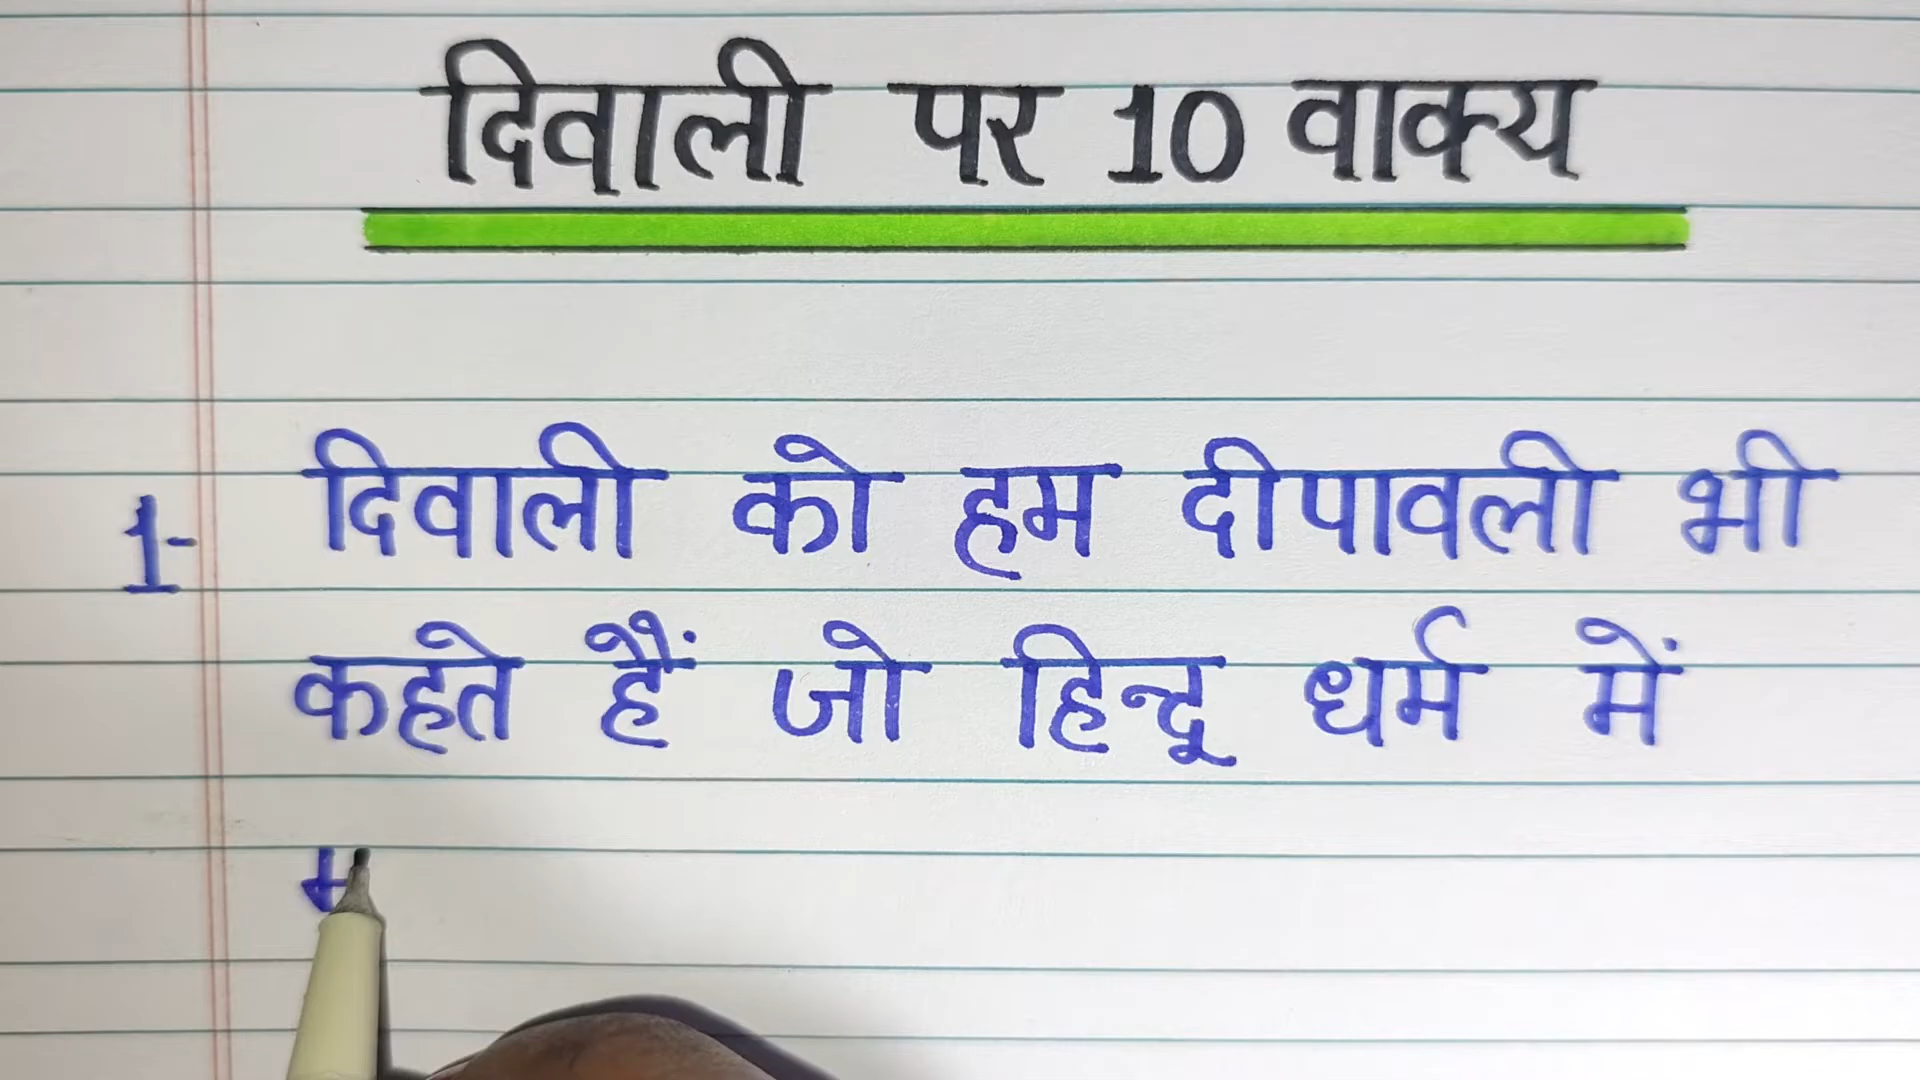 दिवाली पर 10 वाक्य
1- दिवाली को हम दीपावली भी
कहते हैं जो हिन्दू धर्म में